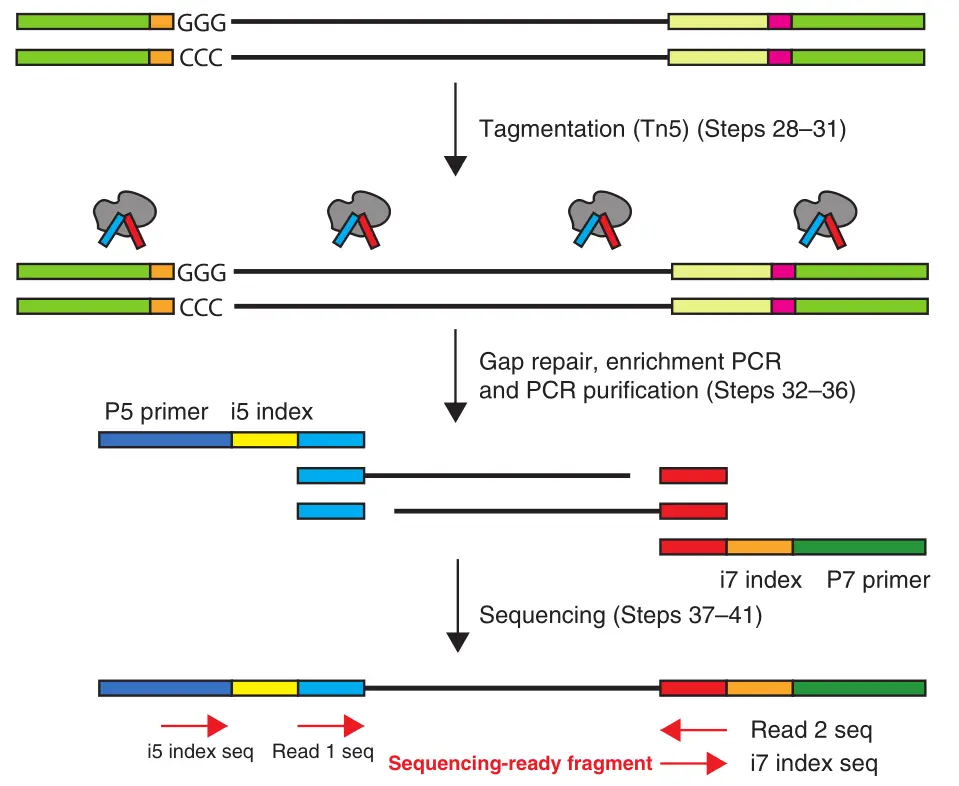 GGG
CCC
Tagmentation (Tn5) (Steps 28–31)
GGG
CCC
Gap repair, enrichment PCR
and PCR purification (Steps 32–36)
P5 primer i5 index
i7 index P7 primer
Sequencing (Steps 37–41)
i5 index seq Read 1 seq Read 2 seq
Sequencing-ready fragment i7 index seq